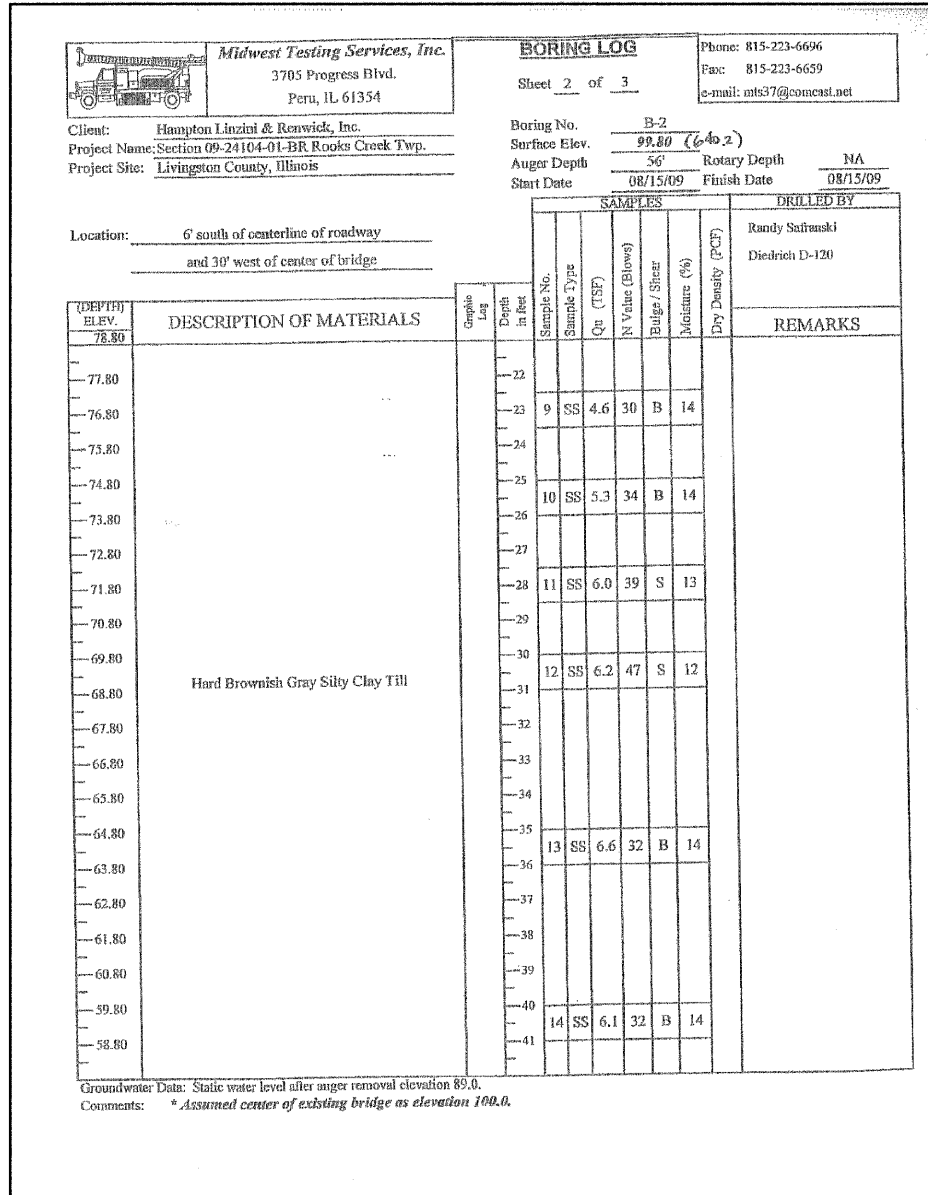 Midwest Testing Services, Inc.
3705 Progress Blvd.
Peru, IL 61354
BORING LOG
Sheet 2 of 3
Phone: 815-223-6696
Fax: 815-223-6659
e-mail: mts37@comcast.net
Client: Hampton Linzini & Renwick, Inc.
Project Name: Section 09-24104-01-BR Rooks Creek Twp.
Project Site: Livingston County, Illinois
Boring No. B-2
Surface Elev. 99.80 (640.2)
Auger Depth 56' Rotary Depth NA
Start Date 08/15/09 Finish Date 08/15/09
Location: 6' south of centerline of roadway
and 30' west of center of bridge
SAMPLES
DRILLED BY
Randy Safranski
Diedrich D-120
(DEPTH)
ELEV.
78.80
DESCRIPTION OF MATERIALS
Graphic Log
Depth in feet
Sample No.
Sample Type
Qu (TSF)
N Value (Blows)
Bulge / Shear
Moisture (%)
Dry Density (PCF)
REMARKS
22
77.80
23 9 SS 4.6 30 B 14
76.80
24
75.80
25
74.80
10 SS 5.3 34 B 14
26
73.80
27
72.80
28 11 SS 6.0 39 S 13
71.80
29
70.80
30
69.80
12 SS 6.2 47 S 12
Hard Brownish Gray Silty Clay Till
31
68.80
32
67.80
33
66.80
34
65.80
35
64.80
13 SS 6.6 32 B 14
36
63.80
37
62.80
38
61.80
39
60.80
40
59.80
14 SS 6.1 32 B 14
41
58.80
Groundwater Data: Static water level after auger removal elevation 89.0.
Comments: * Assumed center of existing bridge as elevation 100.0.